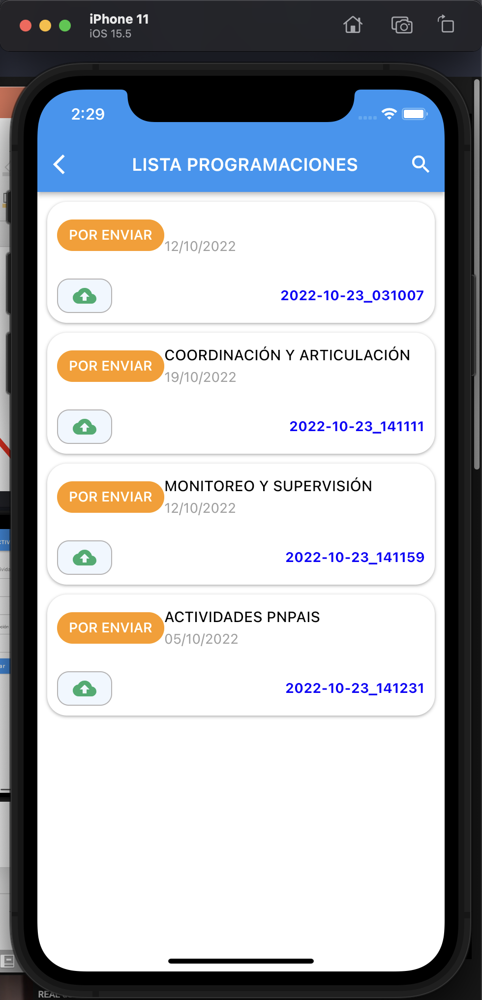 iPhone 11
iOS 15.5
2:29
LISTA PROGRAMACIONES
POR ENVIAR
12/10/2022
2022-10-23_031007
COORDINACIÓN Y ARTICULACIÓN
POR ENVIAR
19/10/2022
2022-10-23_141111
MONITOREO Y SUPERVISIÓN
POR ENVIAR
12/10/2022
2022-10-23_141159
ACTIVIDADES PNPAIS
POR ENVIAR
05/10/2022
2022-10-23_141231
REAL